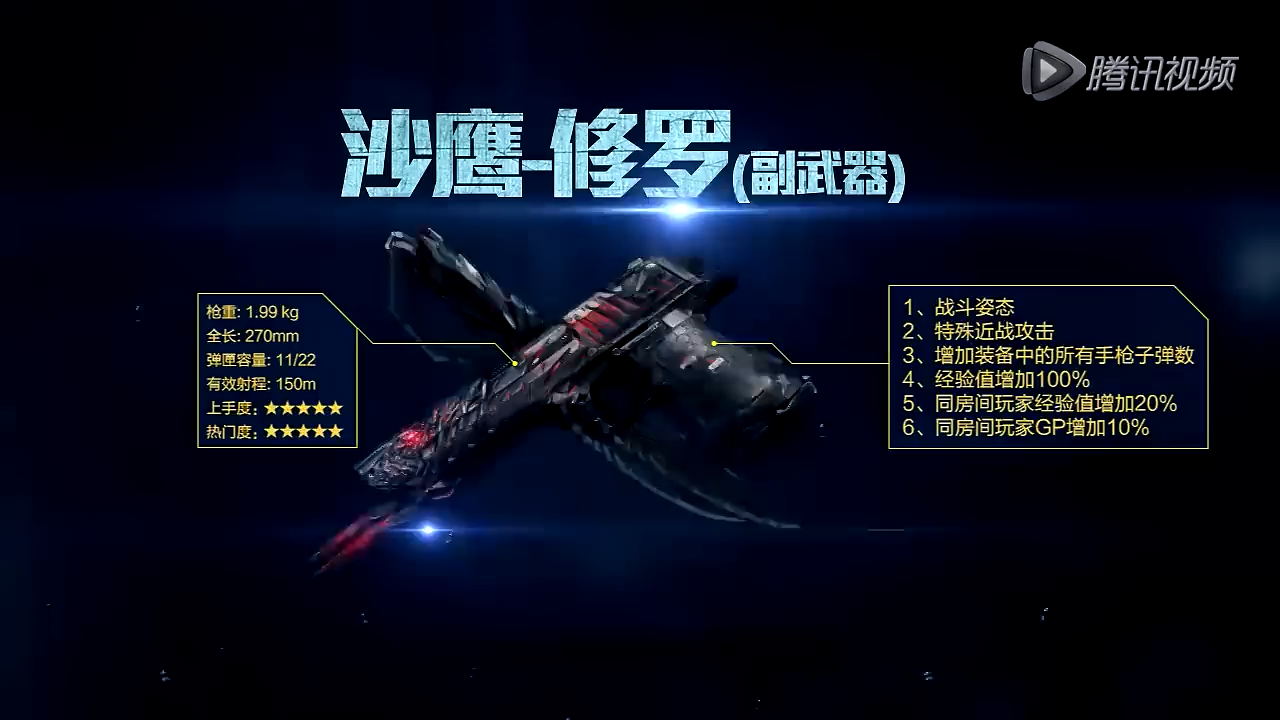 腾讯视频
沙鹰-修罗(副武器)
枪重: 1.99 kg
全长: 270mm
弹匣容量: 11/22
有效射程: 150m
上手度: ★★★★★
热门度: ★★★★★
1、战斗姿态
2、特殊近战攻击
3、增加装备中的所有手枪子弹数
4、经验值增加100%
5、同房间玩家经验值增加20%
6、同房间玩家GP增加10%